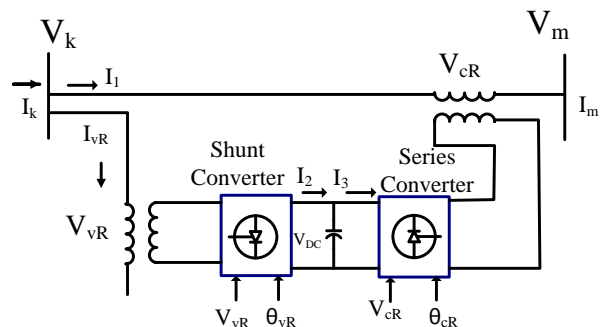 V_k
V_m
V_cR
I_1
I_k
I_m
I_vR
Shunt
Converter
I_2
I_3
Series
Converter
V_vR
V_DC
V_vR
θ_vR
V_cR
θ_cR